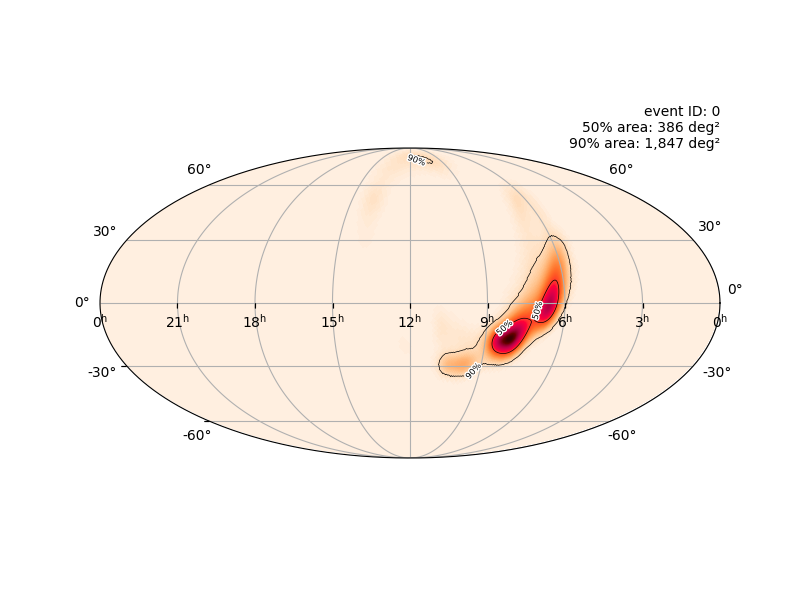 event ID: 0
50% area: 386 deg²
90% area: 1,847 deg²
90%
60° 60°
30° 30°
0° 0°
50% 50%
0ʰ 21ʰ 18ʰ 15ʰ 12ʰ 9ʰ 6ʰ 3ʰ 0ʰ
90%
-30° -30°
-60° -60°